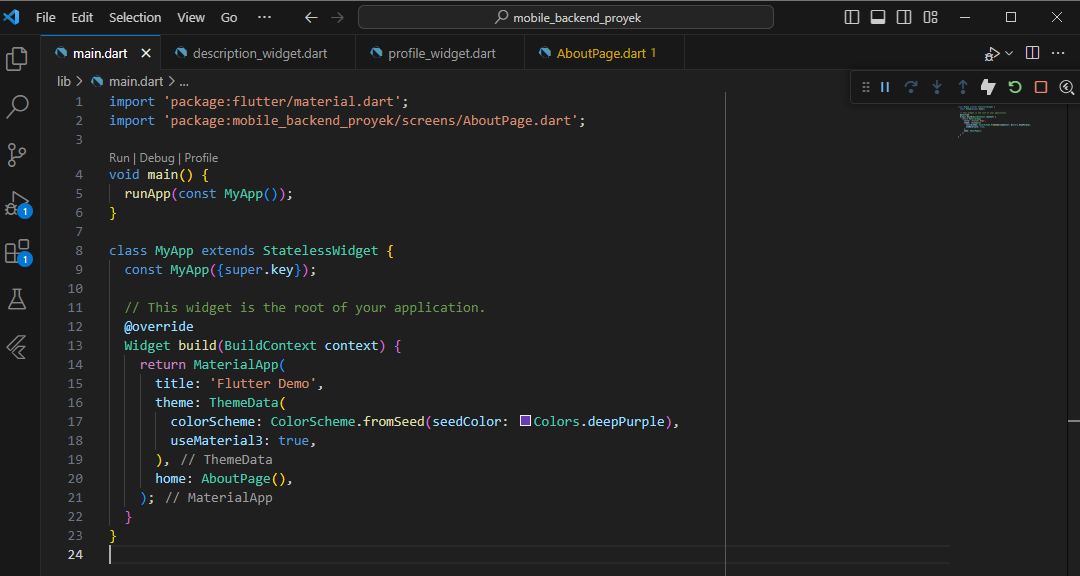 File Edit Selection View Go ··· mobile_backend_proyek
main.dart description_widget.dart profile_widget.dart AboutPage.dart 1
lib > main.dart > ...
1 import 'package:flutter/material.dart';
2 import 'package:mobile_backend_proyek/screens/AboutPage.dart';
3
Run | Debug | Profile
4 void main() {
5 runApp(const MyApp());
6 }
7
8 class MyApp extends StatelessWidget {
9 const MyApp({super.key});
10
11 // This widget is the root of your application.
12 @override
13 Widget build(BuildContext context) {
14 return MaterialApp(
15 title: 'Flutter Demo',
16 theme: ThemeData(
17 colorScheme: ColorScheme.fromSeed(seedColor: Colors.deepPurple),
18 useMaterial3: true,
19 ), // ThemeData
20 home: AboutPage(),
21 ); // MaterialApp
22 }
23 }
24
1
1